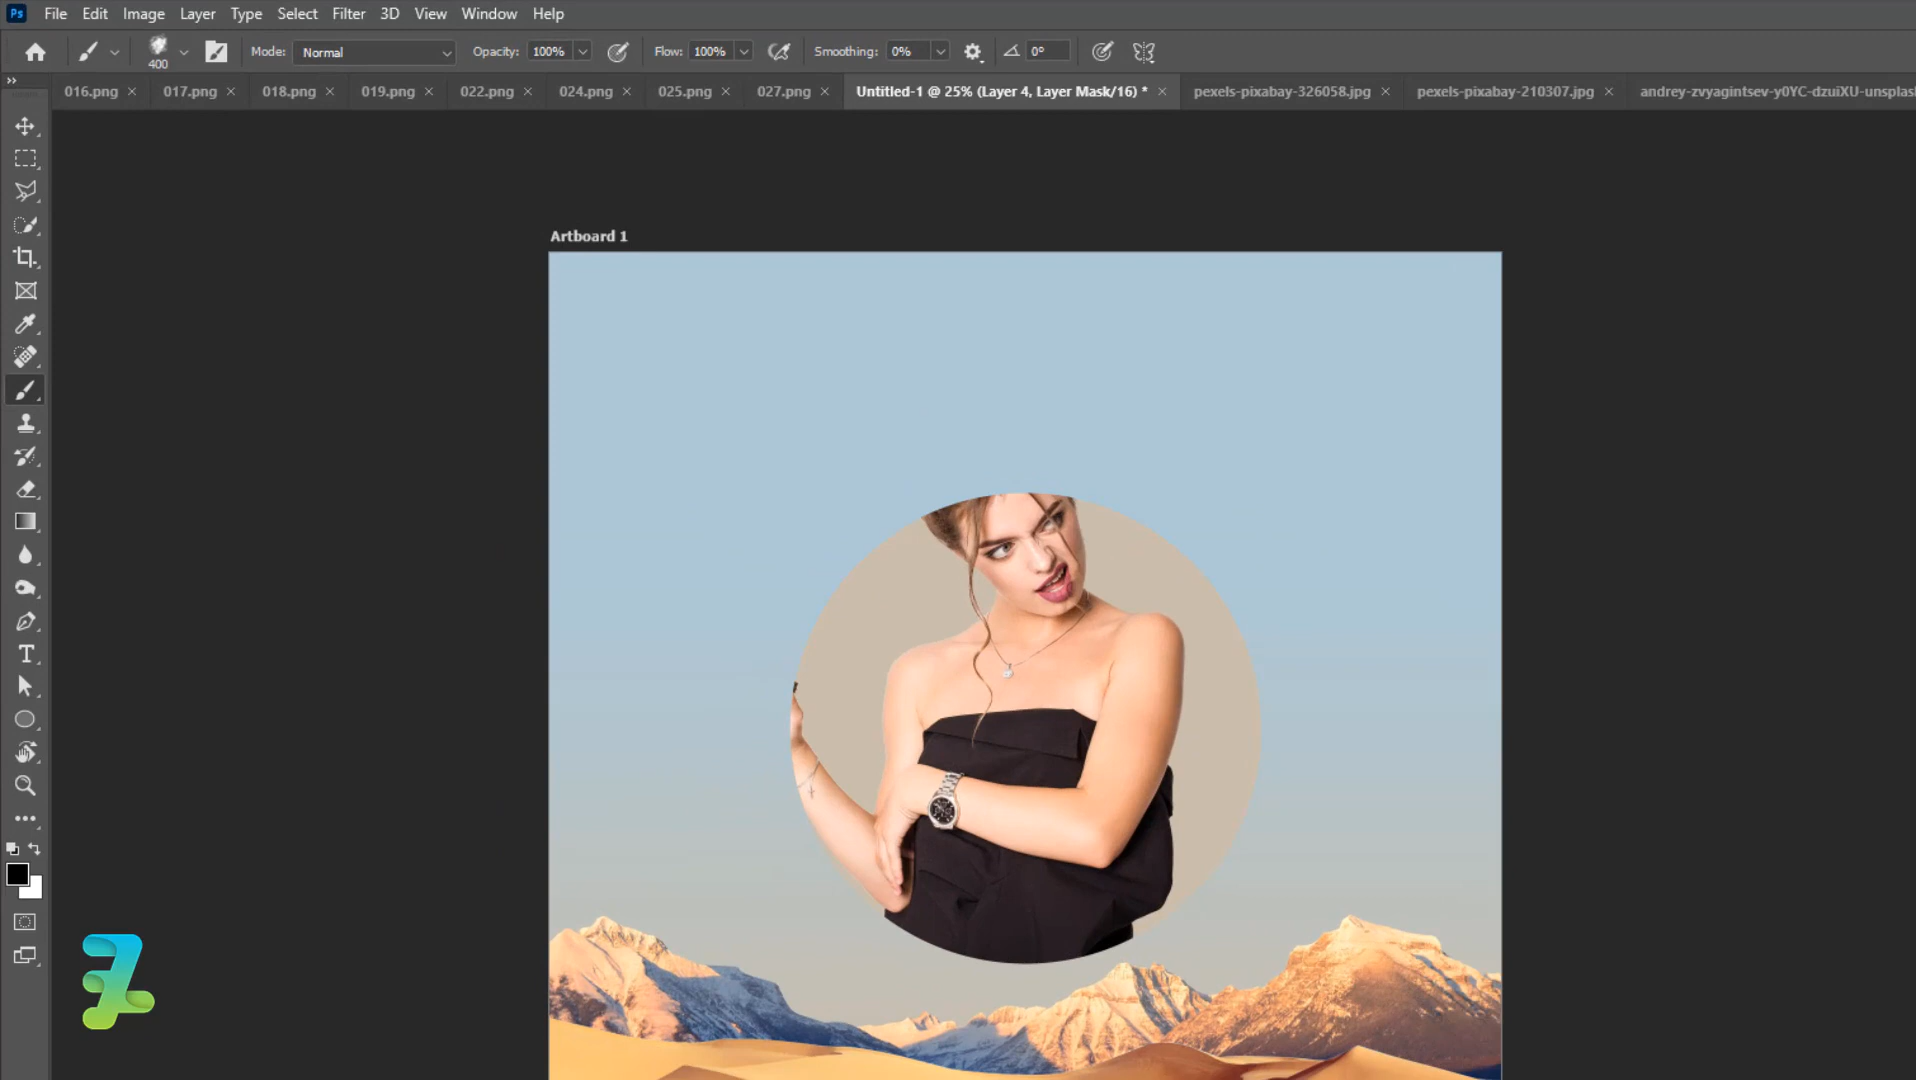 Ps File Edit Image Layer Type Select Filter 3D View Window Help
400 Mode: Normal Opacity: 100% Flow: 100% Smoothing: 0% 0°
016.png × 017.png × 018.png × 019.png × 022.png × 024.png × 025.png × 027.png × Untitled-1 @ 25% (Layer 4, Layer Mask/16) * × pexels-pixabay-326058.jpg × pexels-pixabay-210307.jpg × andrey-zvyagintsev-y0YC-dzuiXU-unsplas
Artboard 1
T